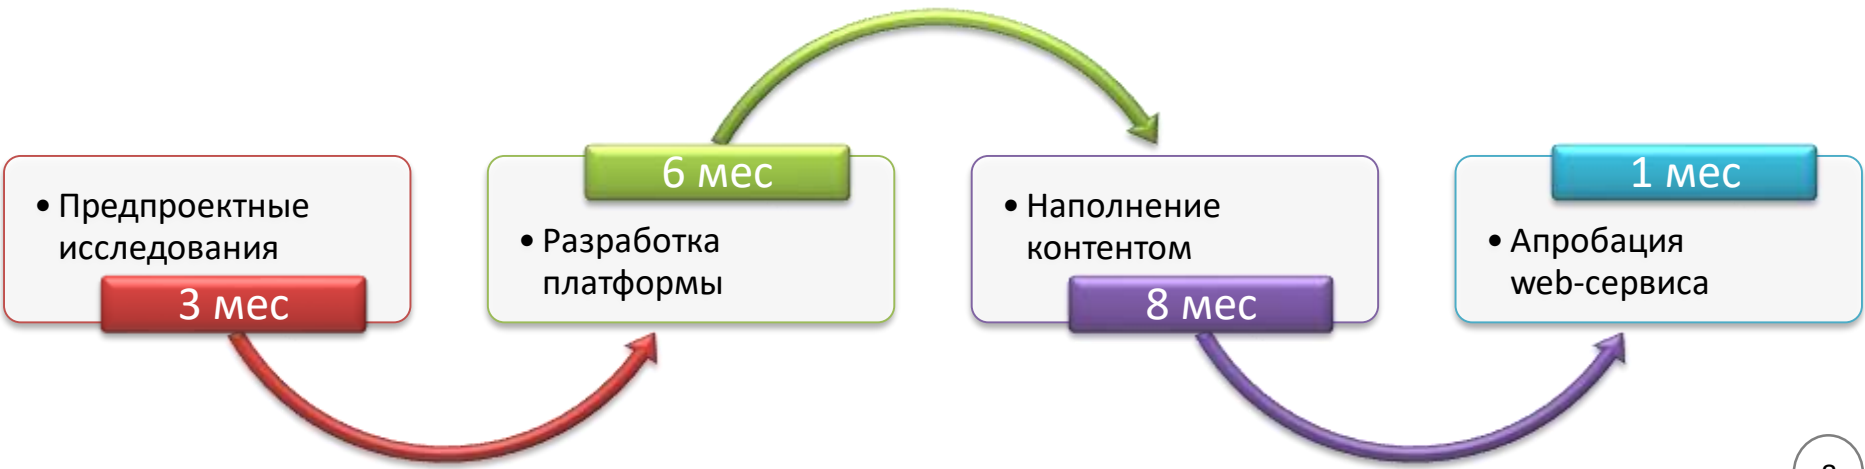 • Предпроектные
исследования
3 мес
6 мес
• Разработка
платформы
• Наполнение
контентом
8 мес
1 мес
• Апробация
web-сервиса